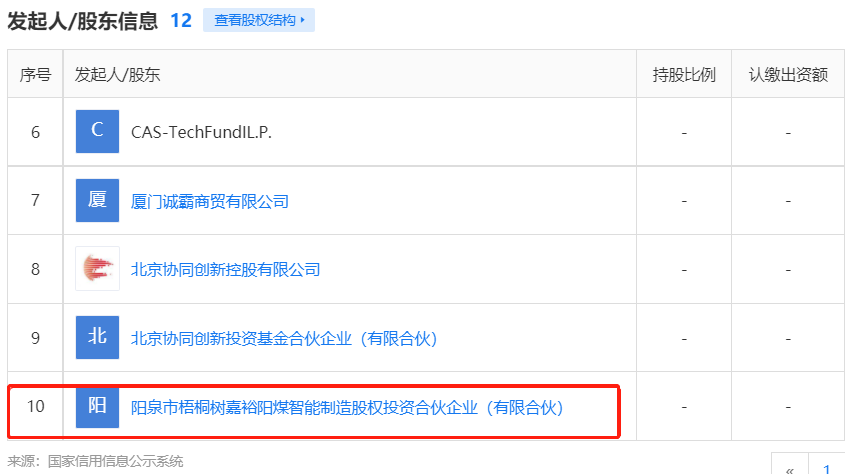 发起人/股东信息 12 查看股权结构
序号 发起人/股东 持股比例 认缴出资额
6 C CAS-TechFundIL.P. - -
7 厦 厦门诚霸商贸有限公司 - -
8 北京协同创新控股有限公司 - -
9 北 北京协同创新投资基金合伙企业（有限合伙） - -
10 阳 阳泉市梧桐树嘉裕阳煤智能制造股权投资合伙企业（有限合伙） - -
来源：国家信用信息公示系统
« 1